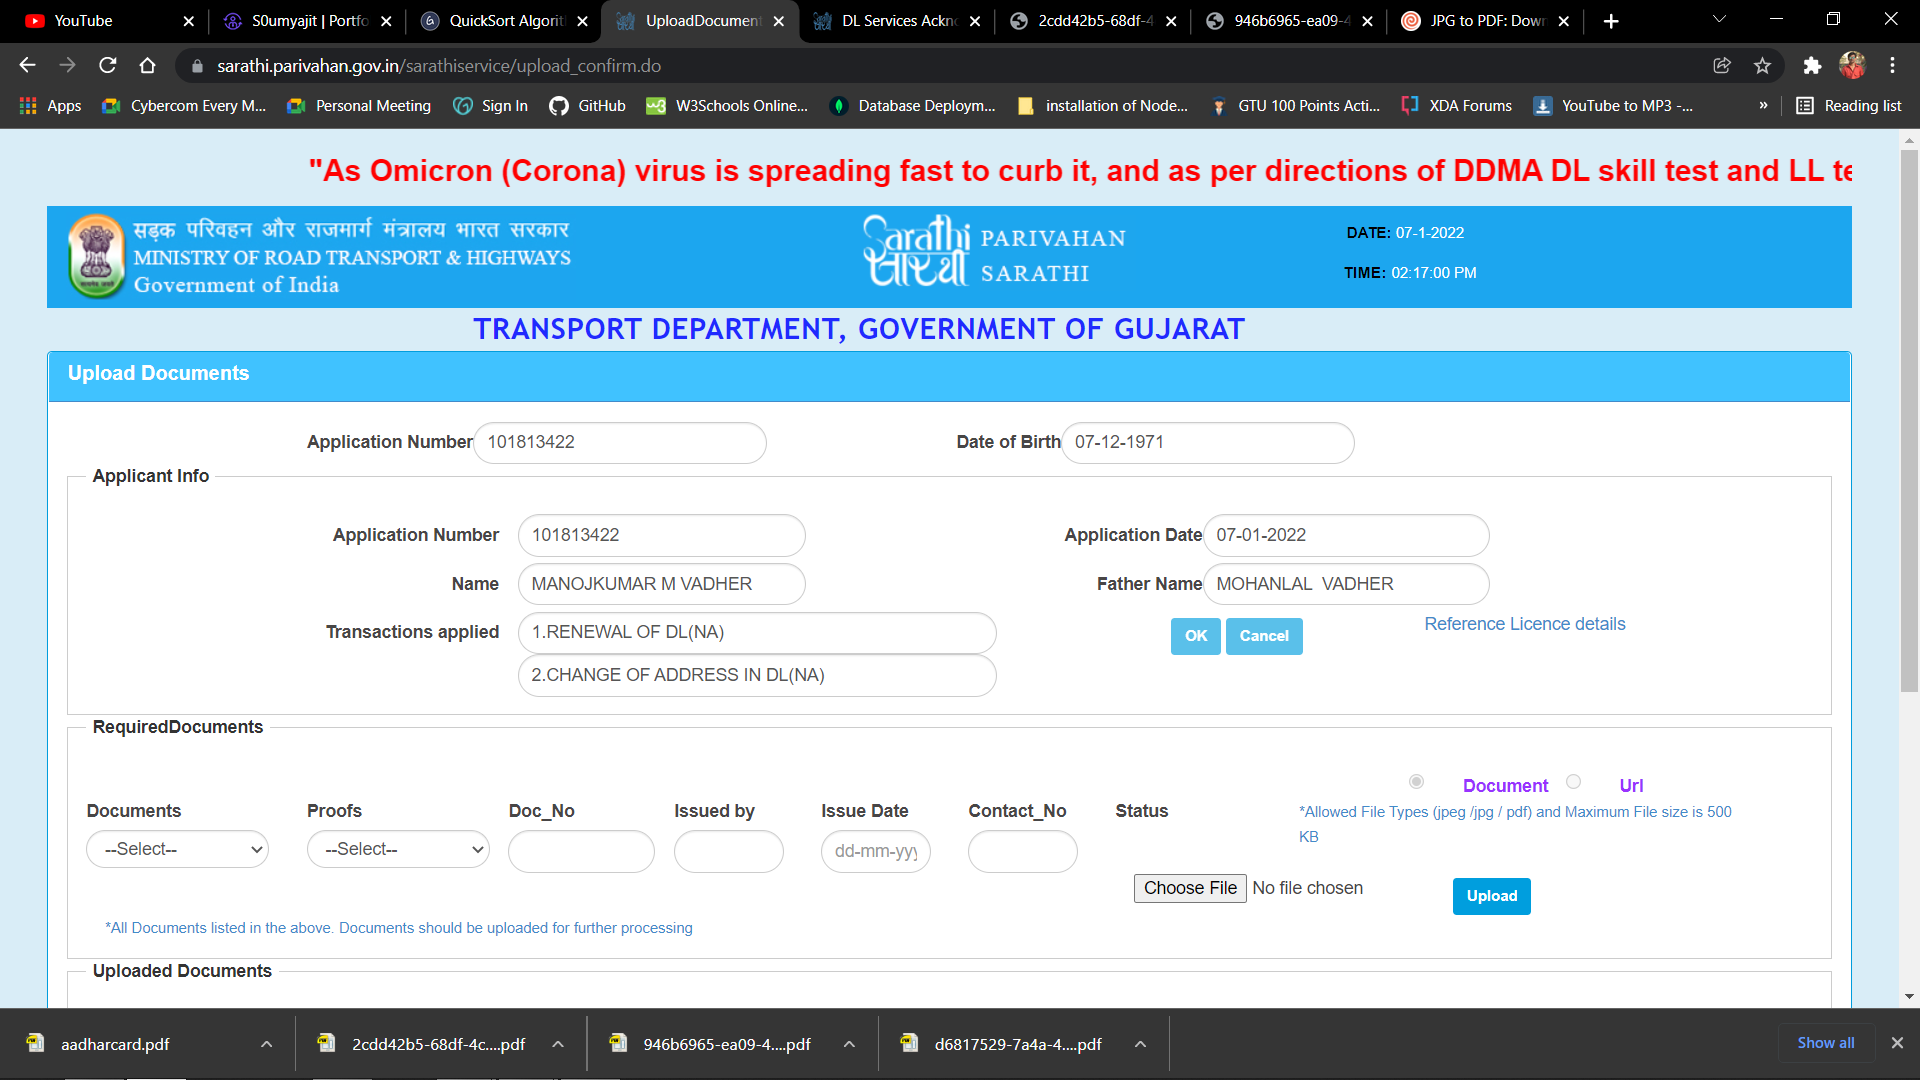 YouTube
S0umyajit | Portfo
QuickSort Algorit
UploadDocument
DL Services Ackno
2cdd42b5-68df-4
946b6965-ea09-4
JPG to PDF: Dow
sarathi.parivahan.gov.in/sarathiservice/upload_confirm.do
Apps
Cybercom Every M...
Personal Meeting
Sign In
GitHub
W3Schools Online...
Database Deploym...
installation of Node...
GTU 100 Points Acti...
XDA Forums
YouTube to MP3 -...
»
Reading list
"As Omicron (Corona) virus is spreading fast to curb it, and as per directions of DDMA DL skill test and LL te
सड़क परिवहन और राजमार्ग मंत्रालय भारत सरकार
MINISTRY OF ROAD TRANSPORT & HIGHWAYS
Government of India
Sarathi
सारथी
PARIVAHAN
SARATHI
DATE: 07-1-2022
TIME: 02:17:00 PM
TRANSPORT DEPARTMENT, GOVERNMENT OF GUJARAT
Upload Documents
Application Number 101813422
Date of Birth 07-12-1971
Applicant Info
Application Number 101813422
Application Date 07-01-2022
Name MANOJKUMAR M VADHER
Father Name MOHANLAL VADHER
Transactions applied 1.RENEWAL OF DL(NA)
OK Cancel
Reference Licence details
2.CHANGE OF ADDRESS IN DL(NA)
RequiredDocuments
Document Url
Documents Proofs Doc_No Issued by Issue Date Contact_No Status
*Allowed File Types (jpeg /jpg / pdf) and Maximum File size is 500
KB
--Select-- --Select-- dd-mm-yyy
Choose File No file chosen
Upload
*All Documents listed in the above. Documents should be uploaded for further processing
Uploaded Documents
aadharcard.pdf
2cdd42b5-68df-4c....pdf
946b6965-ea09-4....pdf
d6817529-7a4a-4....pdf
Show all